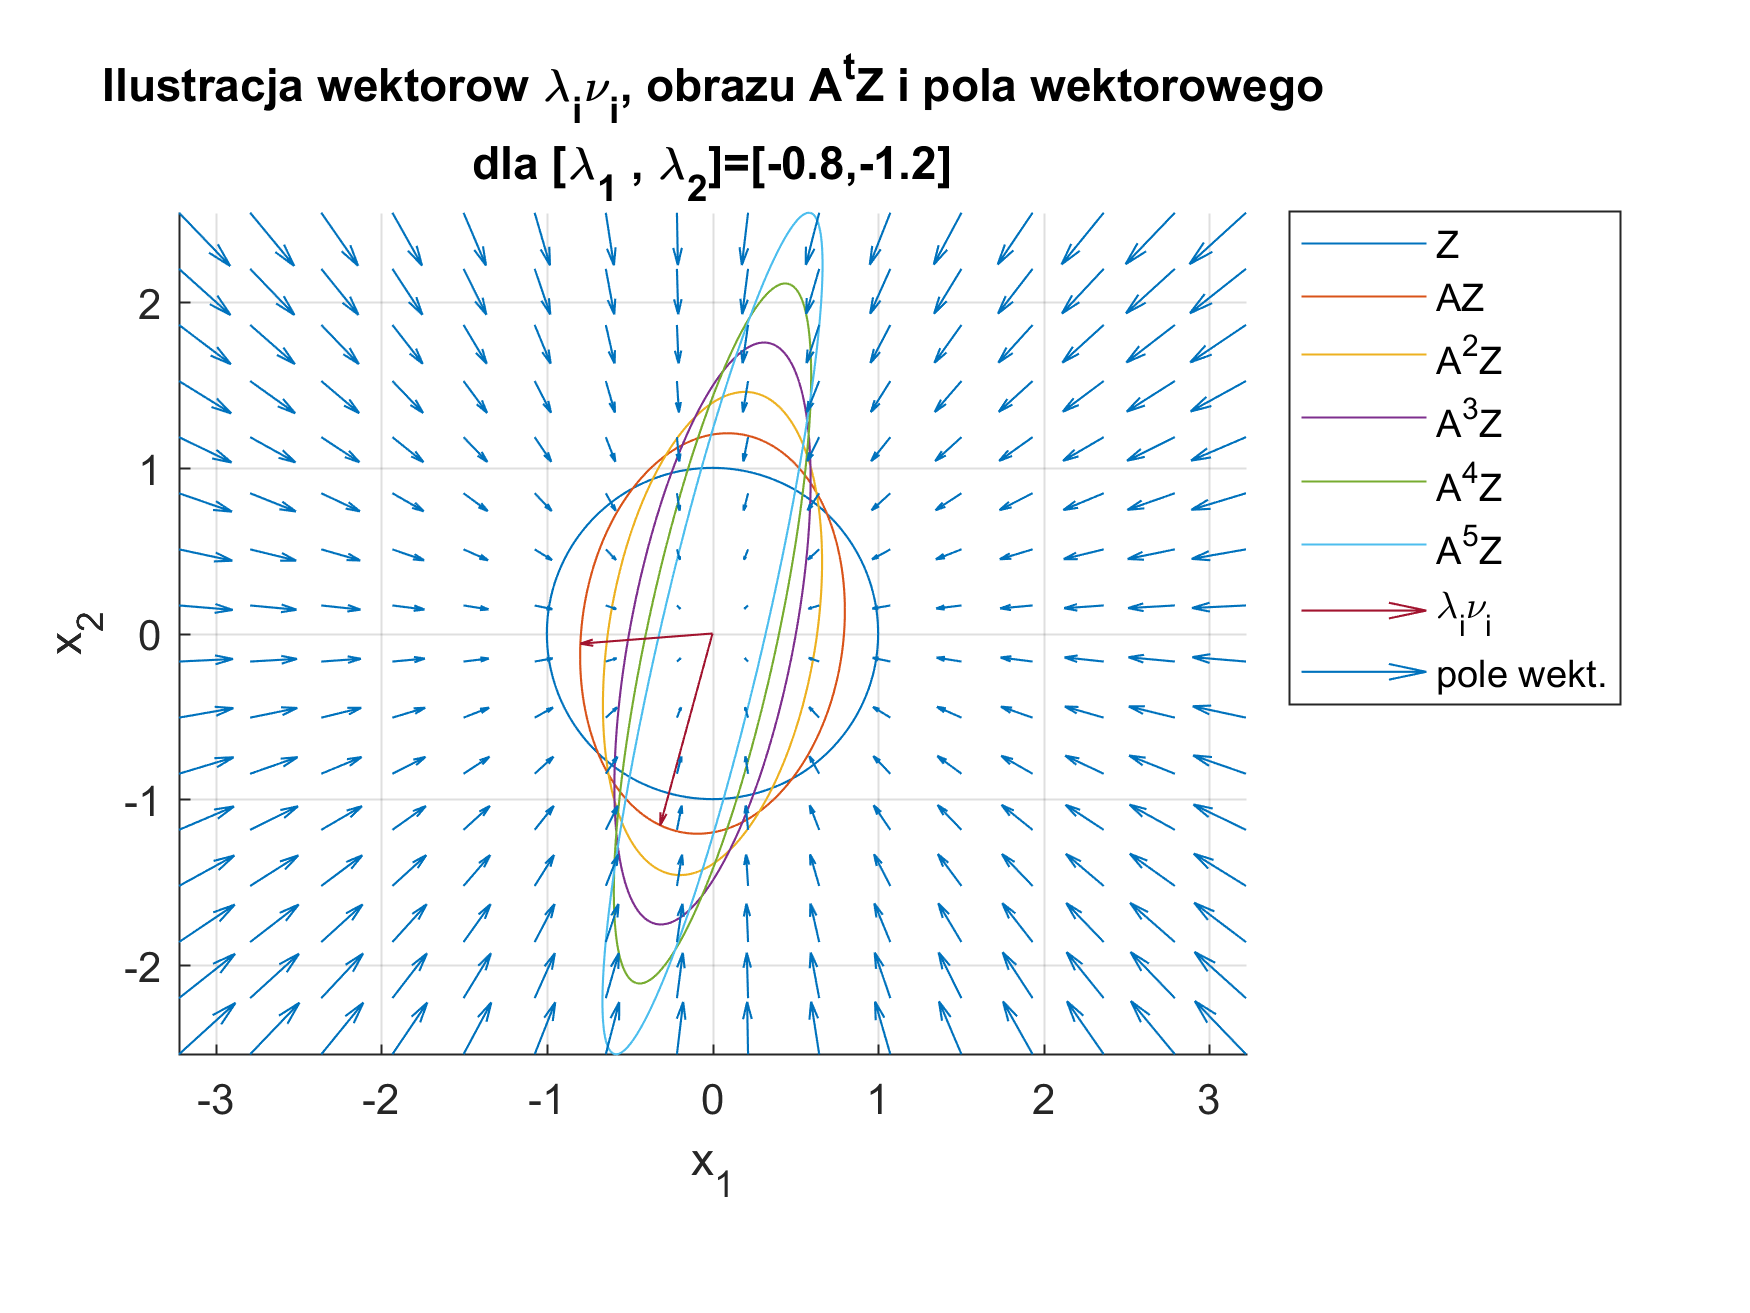 Ilustracja wektorow λᵢνᵢ, obrazu AᵗZ i pola wektorowego
dla [λ₁ , λ₂]=[-0.8,-1.2]
Z
AZ
A²Z
A³Z
A⁴Z
A⁵Z
λᵢνᵢ
pole wekt.
x₂
2
1
0
-1
-2
-3 -2 -1 0 1 2 3
x₁